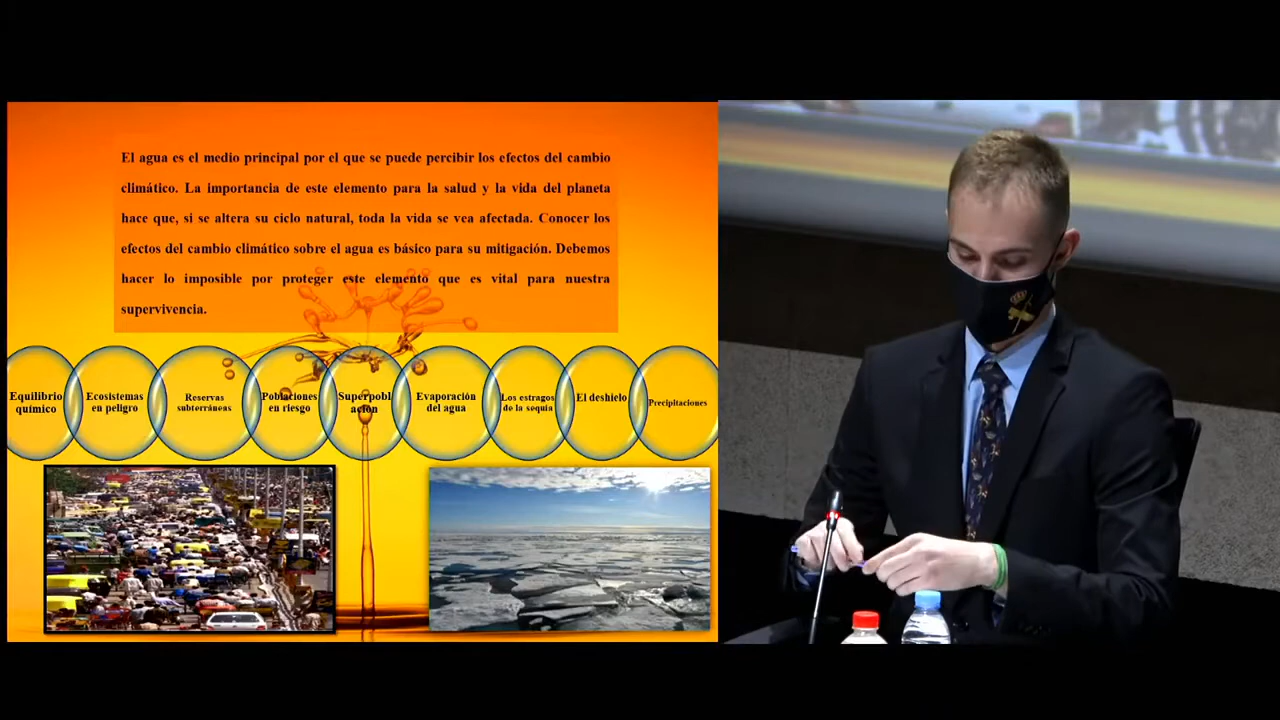 El agua es el medio principal por el que se puede percibir los efectos del cambio
climático. La importancia de este elemento para la salud y la vida del planeta
hace que, si se altera su ciclo natural, toda la vida se vea afectada. Conocer los
efectos del cambio climático sobre el agua es básico para su mitigación. Debemos
hacer lo imposible por proteger este elemento que es vital para nuestra
supervivencia.
Equilibrio
químico
Ecosistemas
en peligro
Reservas
subterráneas
Poblaciones
en riesgo
Superpobl
ación
Evaporación
del agua
Los estragos
de la sequía
El deshielo
Precipitaciones